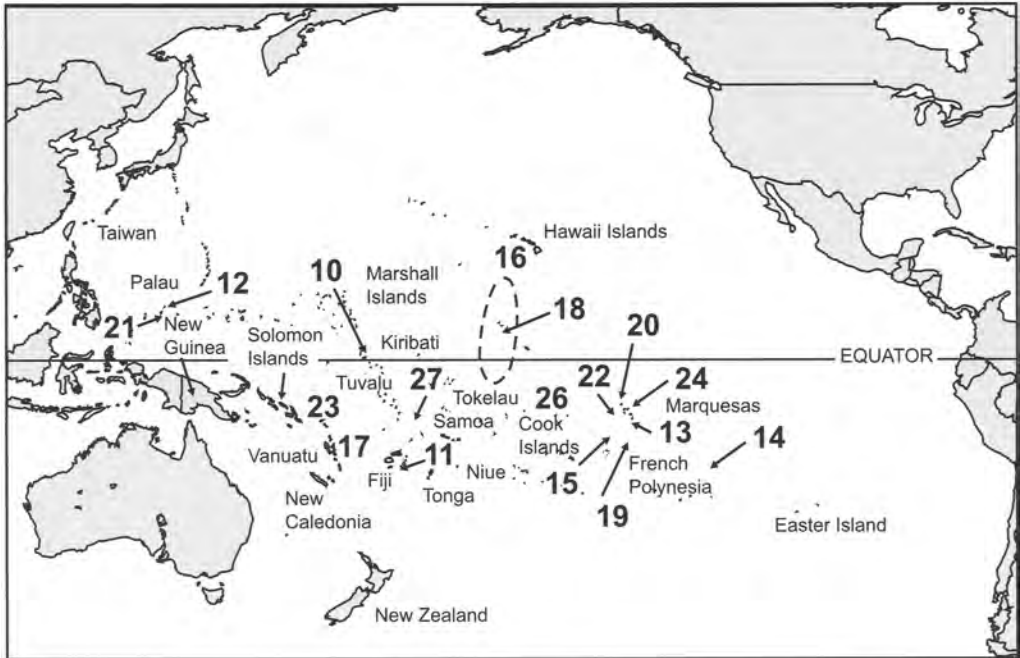 Hawaii Islands
Taiwan
16
10
Marshall
Islands
Palau
12
18
21
New
Guinea
Solomon
Islands
Kiribati
20
EQUATOR
Tuvalu
27
22
24
Tokelau
26
Marquesas
23
Samoa
Cook
Islands
13
14
Vanuatu
17
11
Niue
French
Polynesia
Fiji
Tonga
15
New
Caledonia
19
Easter Island
New Zealand